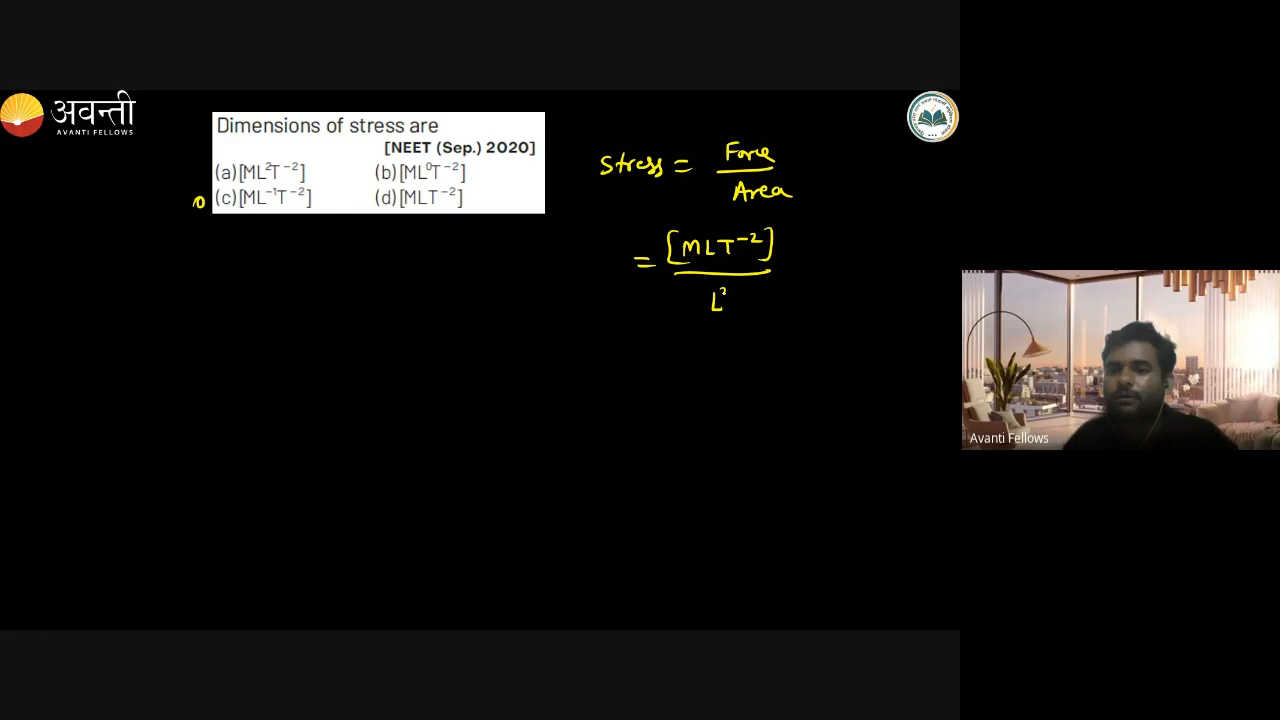 अवन्ती
AVANTI FELLOWS
Dimensions of stress are
[NEET (Sep.) 2020]
(a) [ML²T⁻²] (b) [ML⁰T⁻²]
(c) [ML⁻¹T⁻²] (d) [MLT⁻²]
Stress = Force
Area
= [MLT⁻²]
L²
Avanti Fellows